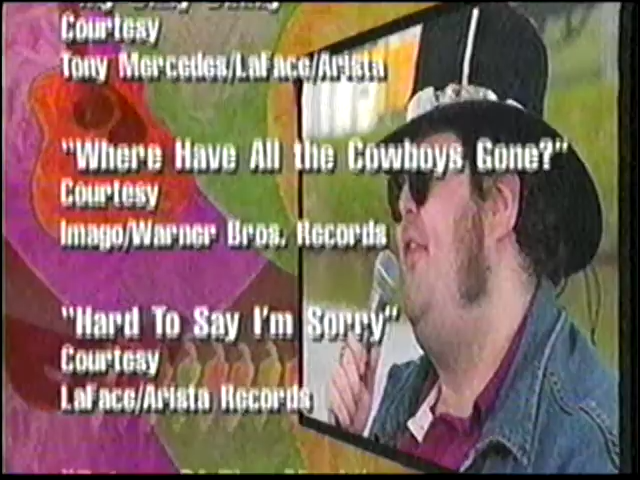 Courtesy
Tony Mercedes/LaFace/Arista
"Where Have All the Cowboys Gone?"
Courtesy
Imago/Warner Bros. Records
"Hard To Say I'm Sorry"
Courtesy
LaFace/Arista Records